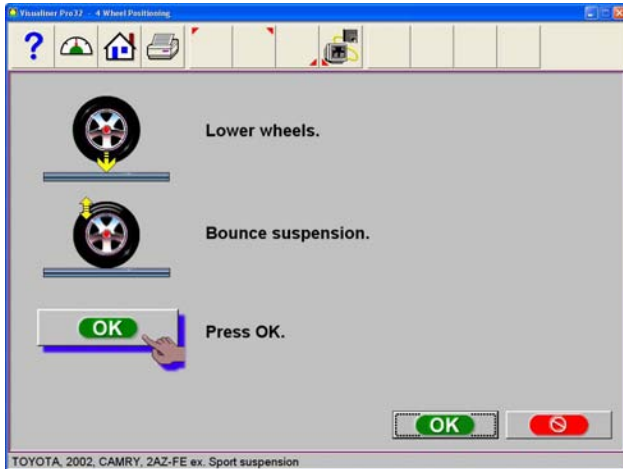 Visualiner Pro32 - 4 Wheel Positioning
?
Lower wheels.
Bounce suspension.
OK
Press OK.
OK
TOYOTA, 2002, CAMRY, 2AZ-FE ex. Sport suspension